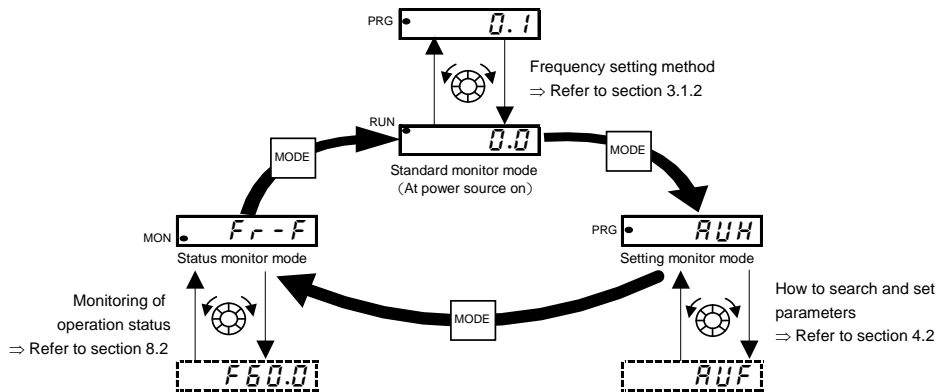 PRG 0.1
Frequency setting method
⇒ Refer to section 3.1.2
RUN 0.0
MODE
MODE
Standard monitor mode
(At power source on)
MON Fr-F
PRG AUH
Status monitor mode
Setting monitor mode
Monitoring of
operation status
⇒ Refer to section 8.2
How to search and set
parameters
⇒ Refer to section 4.2
MODE
F60.0
AUF